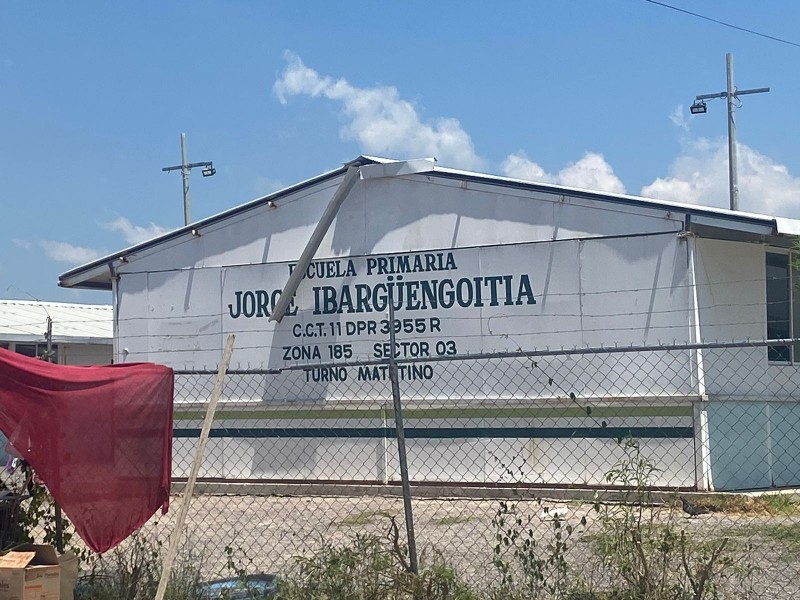 ESCUELA PRIMARIA
JORGE IBARGÜENGOITIA
C.C.T. 11 DPR 3955 R
ZONA 185 SECTOR 03
TURNO MATUTINO